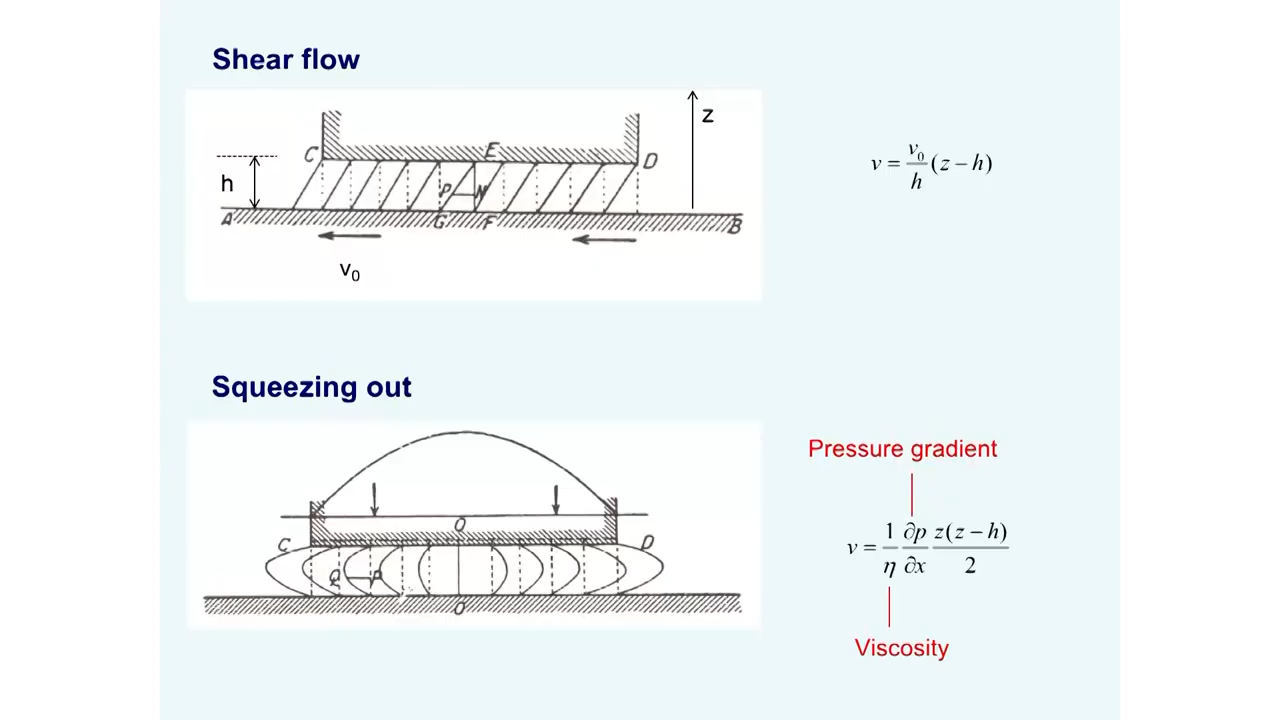 Shear flow
z
C E D
h
P N
A G F B
v₀
v = v₀/h (z − h)
Squeezing out
O
C D
Q P
O
Pressure gradient
v = 1/η ∂p/∂x z(z − h)/2
Viscosity